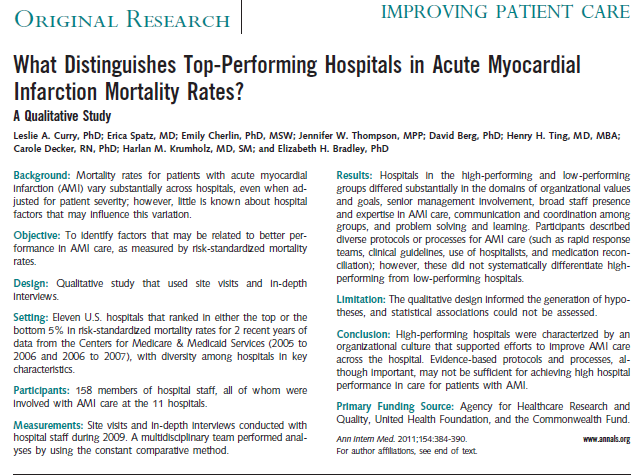 ORIGINAL RESEARCH
IMPROVING PATIENT CARE
What Distinguishes Top-Performing Hospitals in Acute Myocardial
Infarction Mortality Rates?
A Qualitative Study
Leslie A. Curry, PhD; Erica Spatz, MD; Emily Cherlin, PhD, MSW; Jennifer W. Thompson, MPP; David Berg, PhD; Henry H. Ting, MD, MBA;
Carole Decker, RN, PhD; Harlan M. Krumholz, MD, SM; and Elizabeth H. Bradley, PhD
Background: Mortality rates for patients with acute myocardial
infarction (AMI) vary substantially across hospitals, even when ad-
justed for patient severity; however, little is known about hospital
factors that may influence this variation.
Objective: To identify factors that may be related to better per-
formance in AMI care, as measured by risk-standardized mortality
rates.
Design: Qualitative study that used site visits and in-depth
interviews.
Setting: Eleven U.S. hospitals that ranked in either the top or the
bottom 5% in risk-standardized mortality rates for 2 recent years of
data from the Centers for Medicare & Medicaid Services (2005 to
2006 and 2006 to 2007), with diversity among hospitals in key
characteristics.
Participants: 158 members of hospital staff, all of whom were
involved with AMI care at the 11 hospitals.
Measurements: Site visits and in-depth interviews conducted with
hospital staff during 2009. A multidisciplinary team performed anal-
yses by using the constant comparative method.
Results: Hospitals in the high-performing and low-performing
groups differed substantially in the domains of organizational values
and goals, senior management involvement, broad staff presence
and expertise in AMI care, communication and coordination among
groups, and problem solving and learning. Participants described
diverse protocols or processes for AMI care (such as rapid response
teams, clinical guidelines, use of hospitalists, and medication recon-
ciliation); however, these did not systematically differentiate high-
performing from low-performing hospitals.
Limitation: The qualitative design informed the generation of hypo-
theses, and statistical associations could not be assessed.
Conclusion: High-performing hospitals were characterized by an
organizational culture that supported efforts to improve AMI care
across the hospital. Evidence-based protocols and processes, al-
though important, may not be sufficient for achieving high hospital
performance in care for patients with AMI.
Primary Funding Source: Agency for Healthcare Research and
Quality, United Health Foundation, and the Commonwealth Fund.
Ann Intern Med. 2011;154:384-390. www.annals.org
For author affiliations, see end of text.